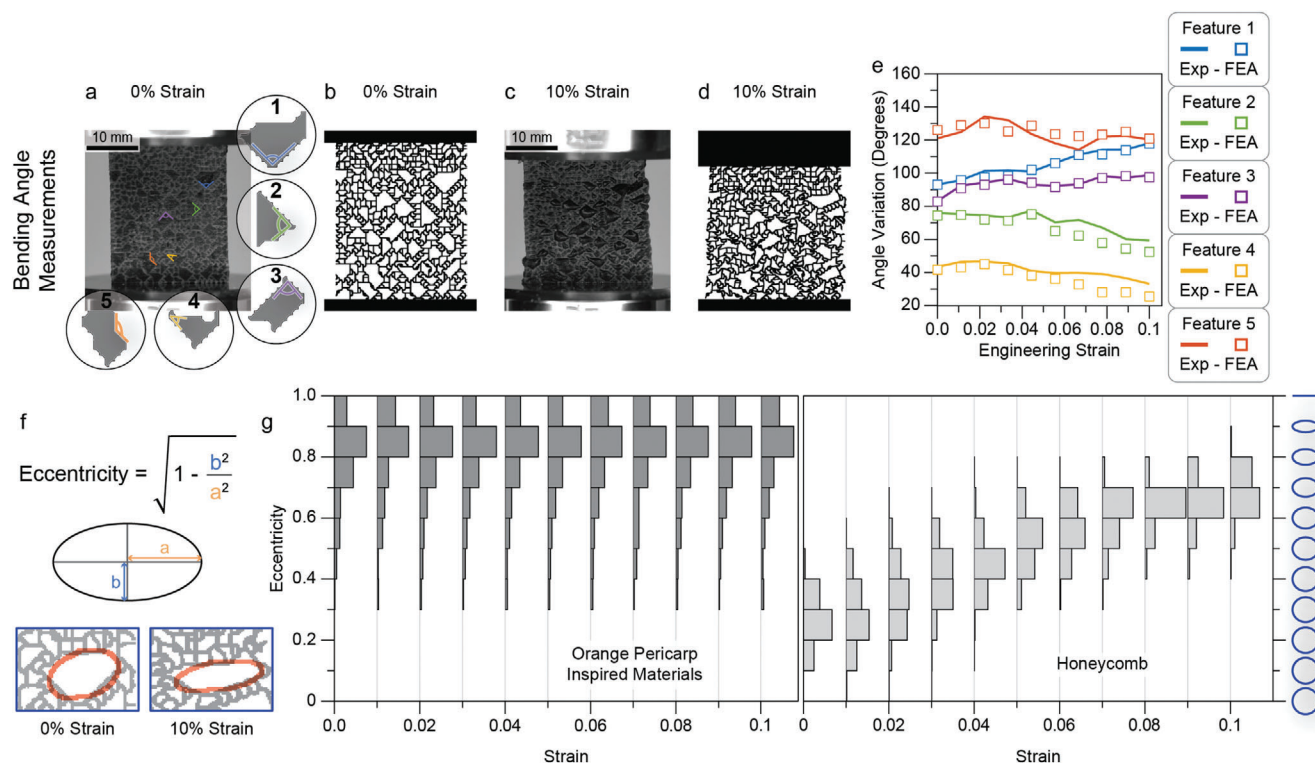 Bending Angle
Measurements
a
0% Strain
10 mm
1
2
3
4
5
b
0% Strain
c
10% Strain
10 mm
d
10% Strain
e
Angle Variation (Degrees)
160
140
120
100
80
60
40
20
0.0 0.02 0.04 0.06 0.08 0.1
Engineering Strain
Feature 1
Exp - FEA
Feature 2
Exp - FEA
Feature 3
Exp - FEA
Feature 4
Exp - FEA
Feature 5
Exp - FEA
f
Eccentricity = √ 1 - b²/a²
a
b
0% Strain
10% Strain
g
Eccentricity
1.0
0.8
0.6
0.4
0.2
0
Orange Pericarp
Inspired Materials
0.0 0.02 0.04 0.06 0.08 0.1
Strain
Honeycomb
0 0.02 0.04 0.06 0.08 0.1
Strain